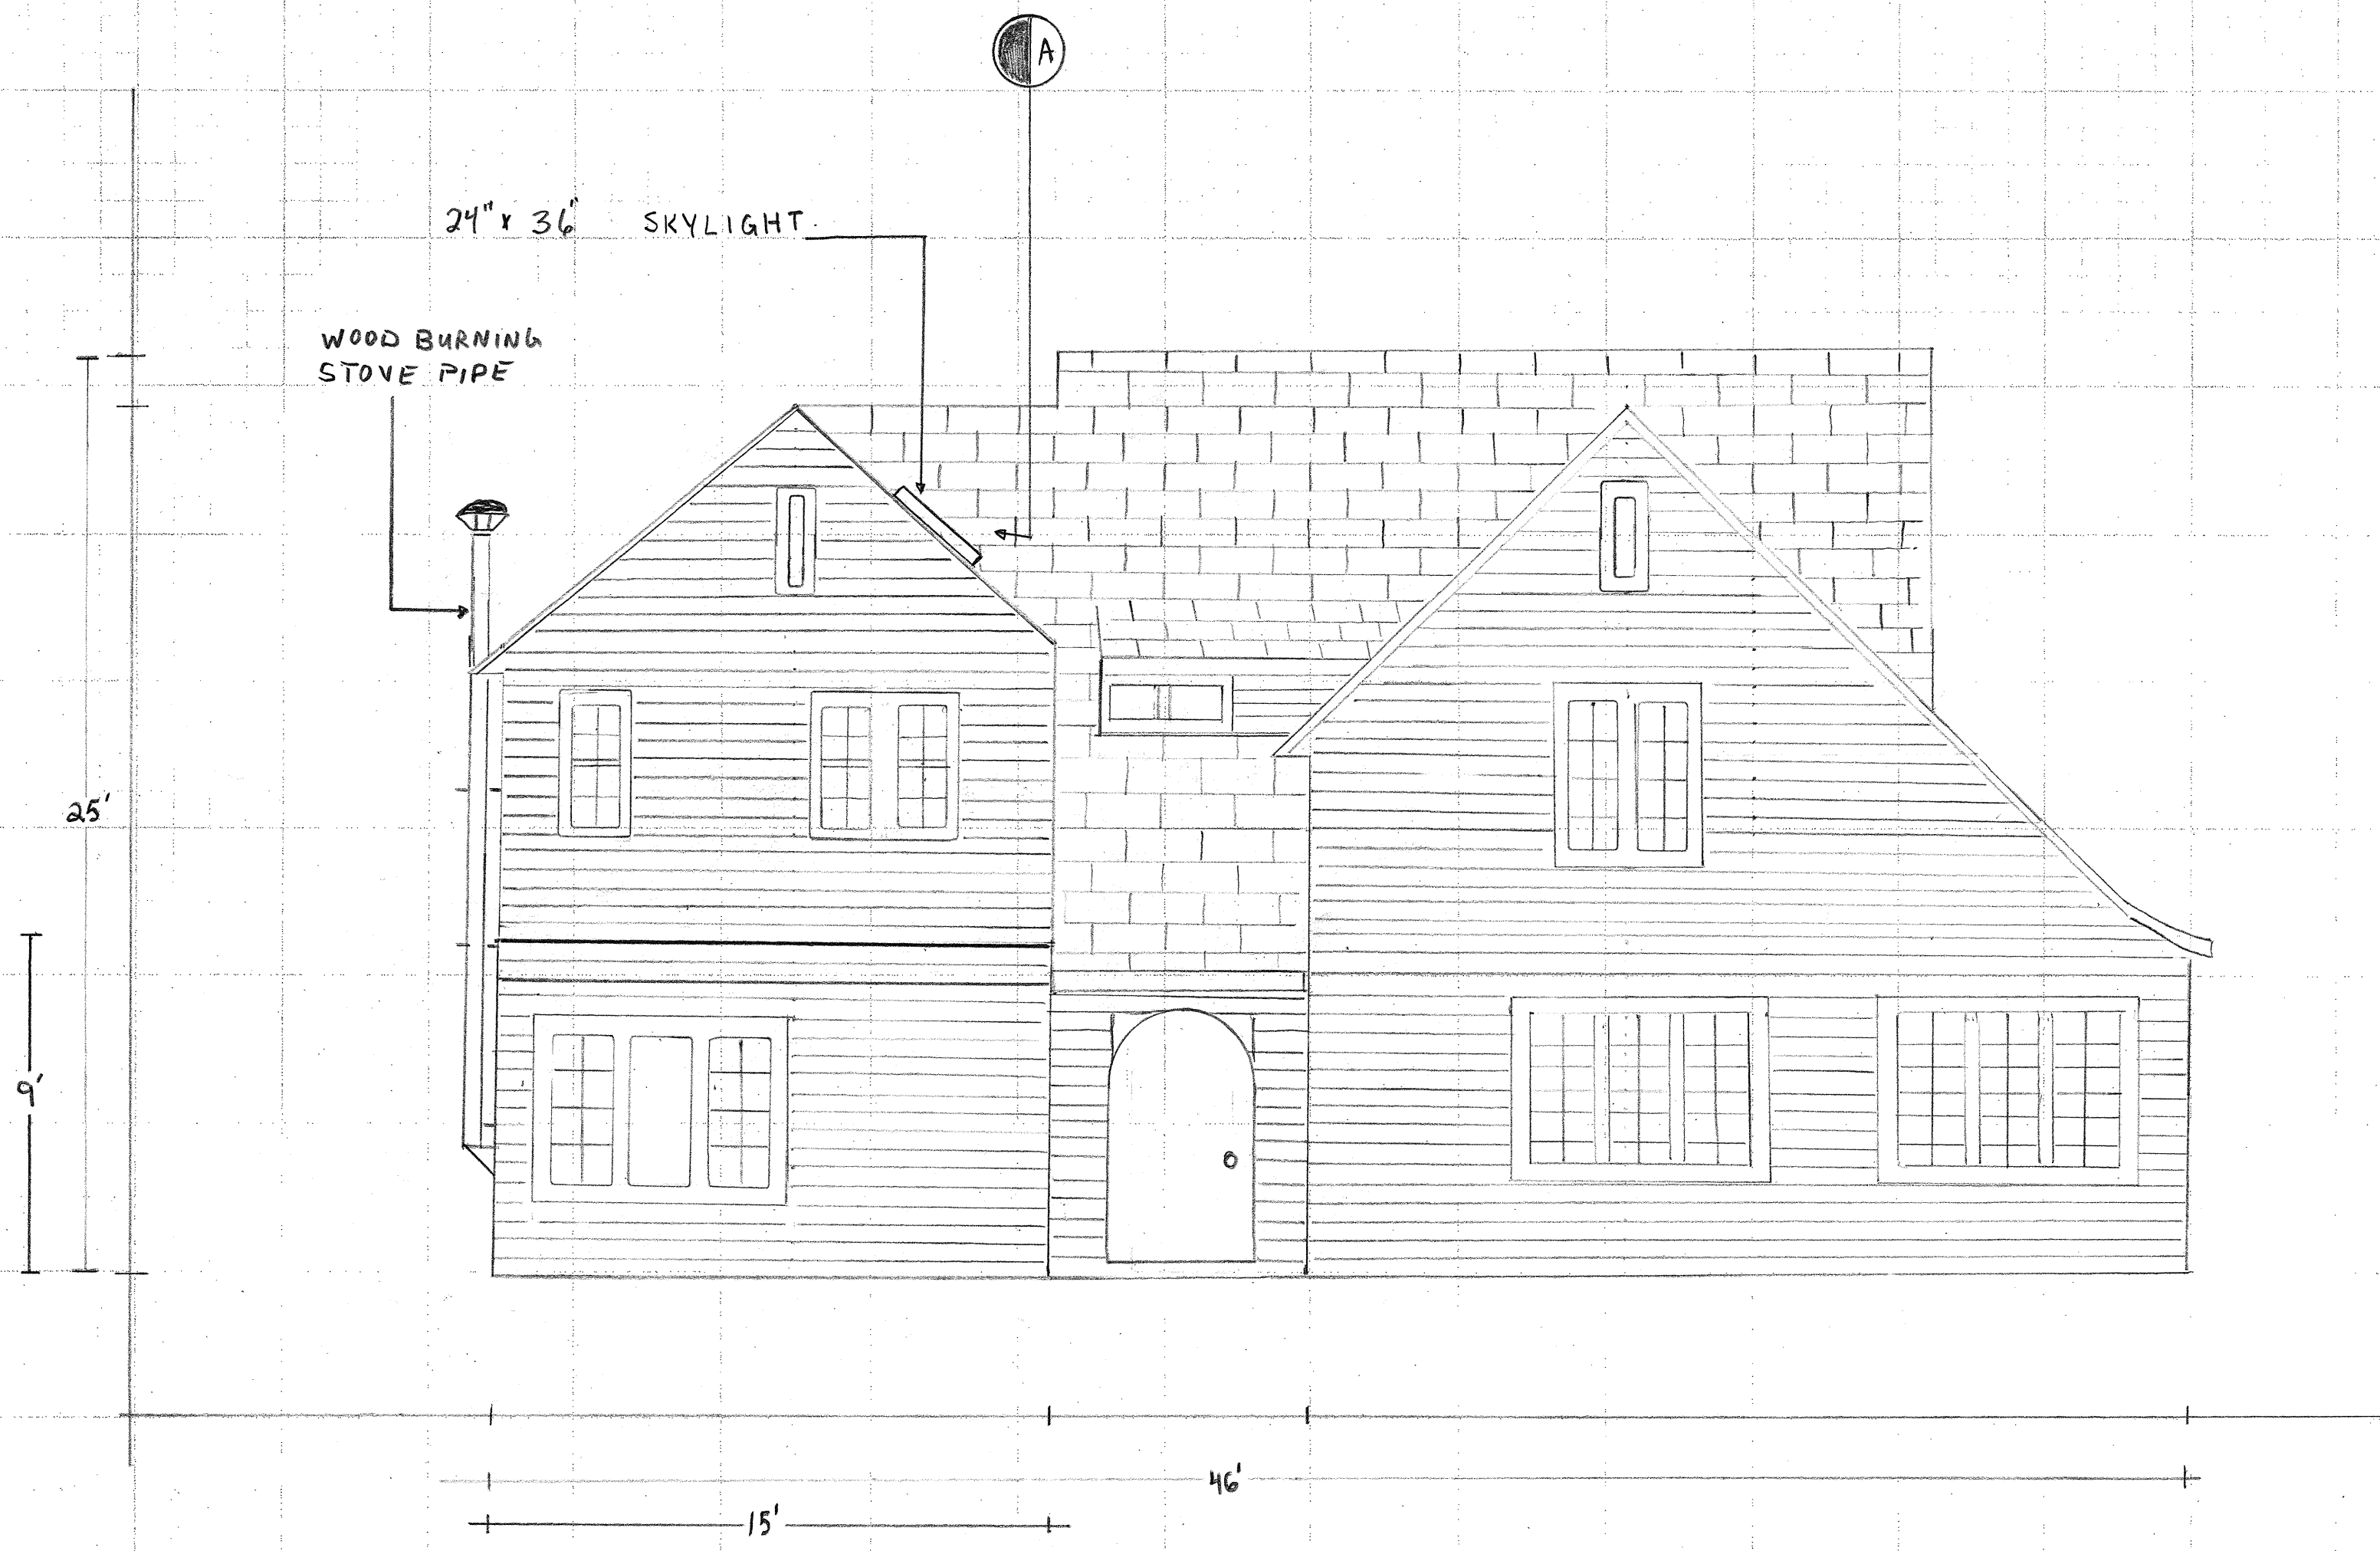 A
24" x 36" SKYLIGHT
WOOD BURNING
STOVE PIPE
25'
9'
46'
15'